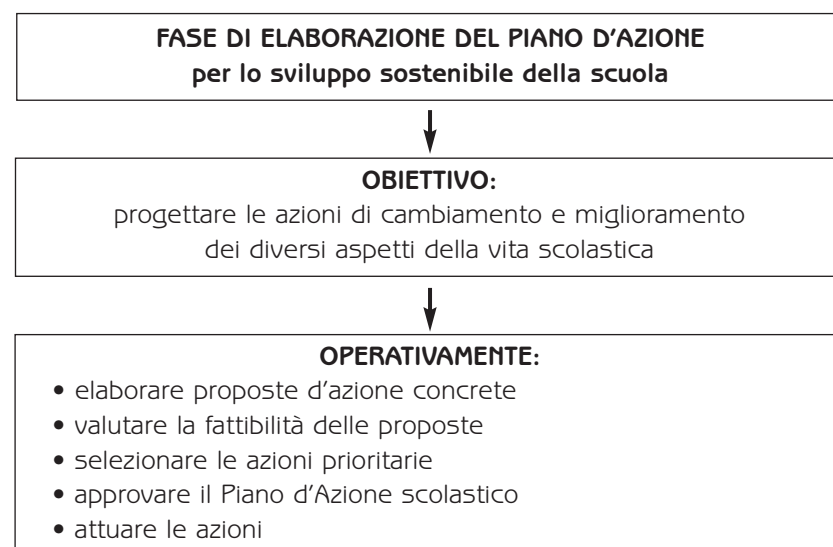 FASE DI ELABORAZIONE DEL PIANO D’AZIONE
per lo sviluppo sostenibile della scuola
OBIETTIVO:
progettare le azioni di cambiamento e miglioramento
dei diversi aspetti della vita scolastica
OPERATIVAMENTE:
• elaborare proposte d’azione concrete
• valutare la fattibilità delle proposte
• selezionare le azioni prioritarie
• approvare il Piano d’Azione scolastico
• attuare le azioni